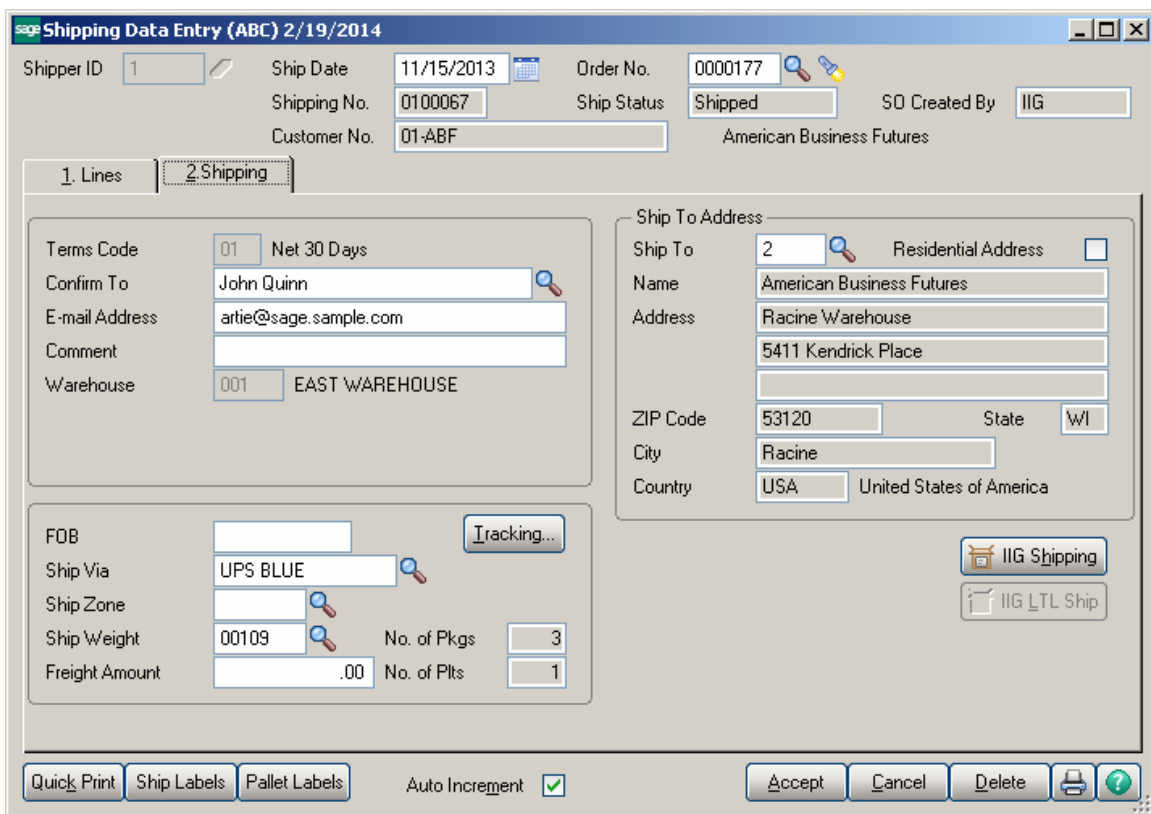 sage Shipping Data Entry (ABC) 2/19/2014
Shipper ID 1 Ship Date 11/15/2013 Order No. 0000177
Shipping No. 0100067 Ship Status Shipped SO Created By IIG
Customer No. 01-ABF American Business Futures
1. Lines 2.Shipping
Terms Code 01 Net 30 Days
Confirm To John Quinn
E-mail Address artie@sage.sample.com
Comment
Warehouse 001 EAST WAREHOUSE
Ship To Address
Ship To 2 Residential Address
Name American Business Futures
Address Racine Warehouse
5411 Kendrick Place
ZIP Code 53120 State WI
City Racine
Country USA United States of America
FOB Tracking...
Ship Via UPS BLUE
Ship Zone
Ship Weight 00109 No. of Pkgs 3
Freight Amount .00 No. of Plts 1
IIG Shipping
IIG LTL Ship
Quick Print Ship Labels Pallet Labels Auto Increment Accept Cancel Delete ?